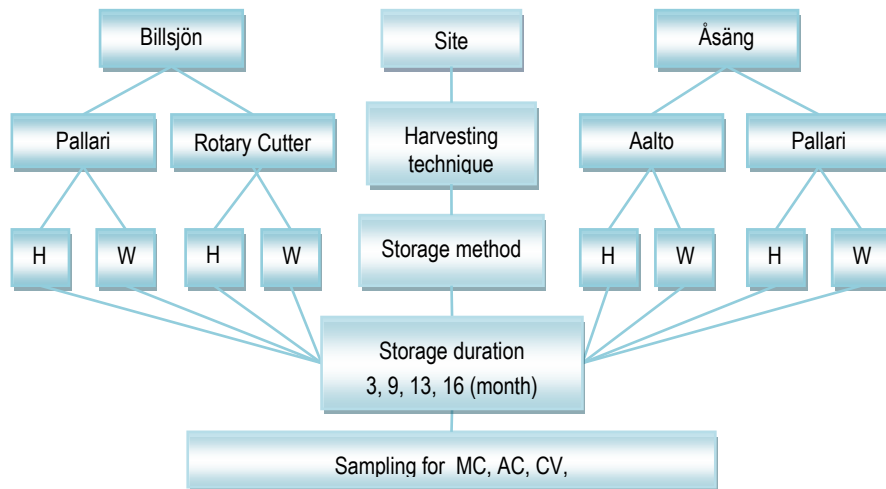 Billsjön
Site
Åsäng
Pallari
Rotary Cutter
Harvesting
technique
Aalto
Pallari
H
W
H
W
Storage method
H
W
H
W
Storage duration
3, 9, 13, 16 (month)
Sampling for MC, AC, CV,